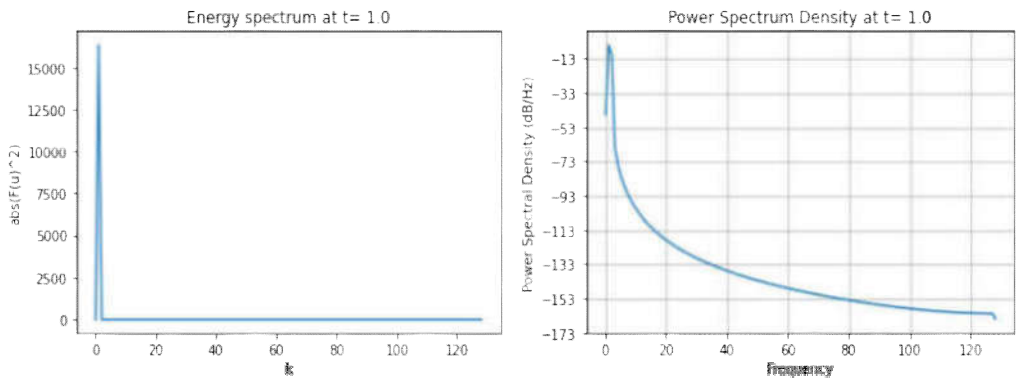 Energy spectrum at t= 1.0
abs(F(u)^2)
15000
12500
10000
7500
5000
2500
0
0 20 40 60 80 100 120
k
Power Spectrum Density at t= 1.0
Power Spectral Density (dB/Hz)
−13
−33
−53
−73
−93
−113
−133
−153
−173
0 20 40 60 80 100 120
Frequency